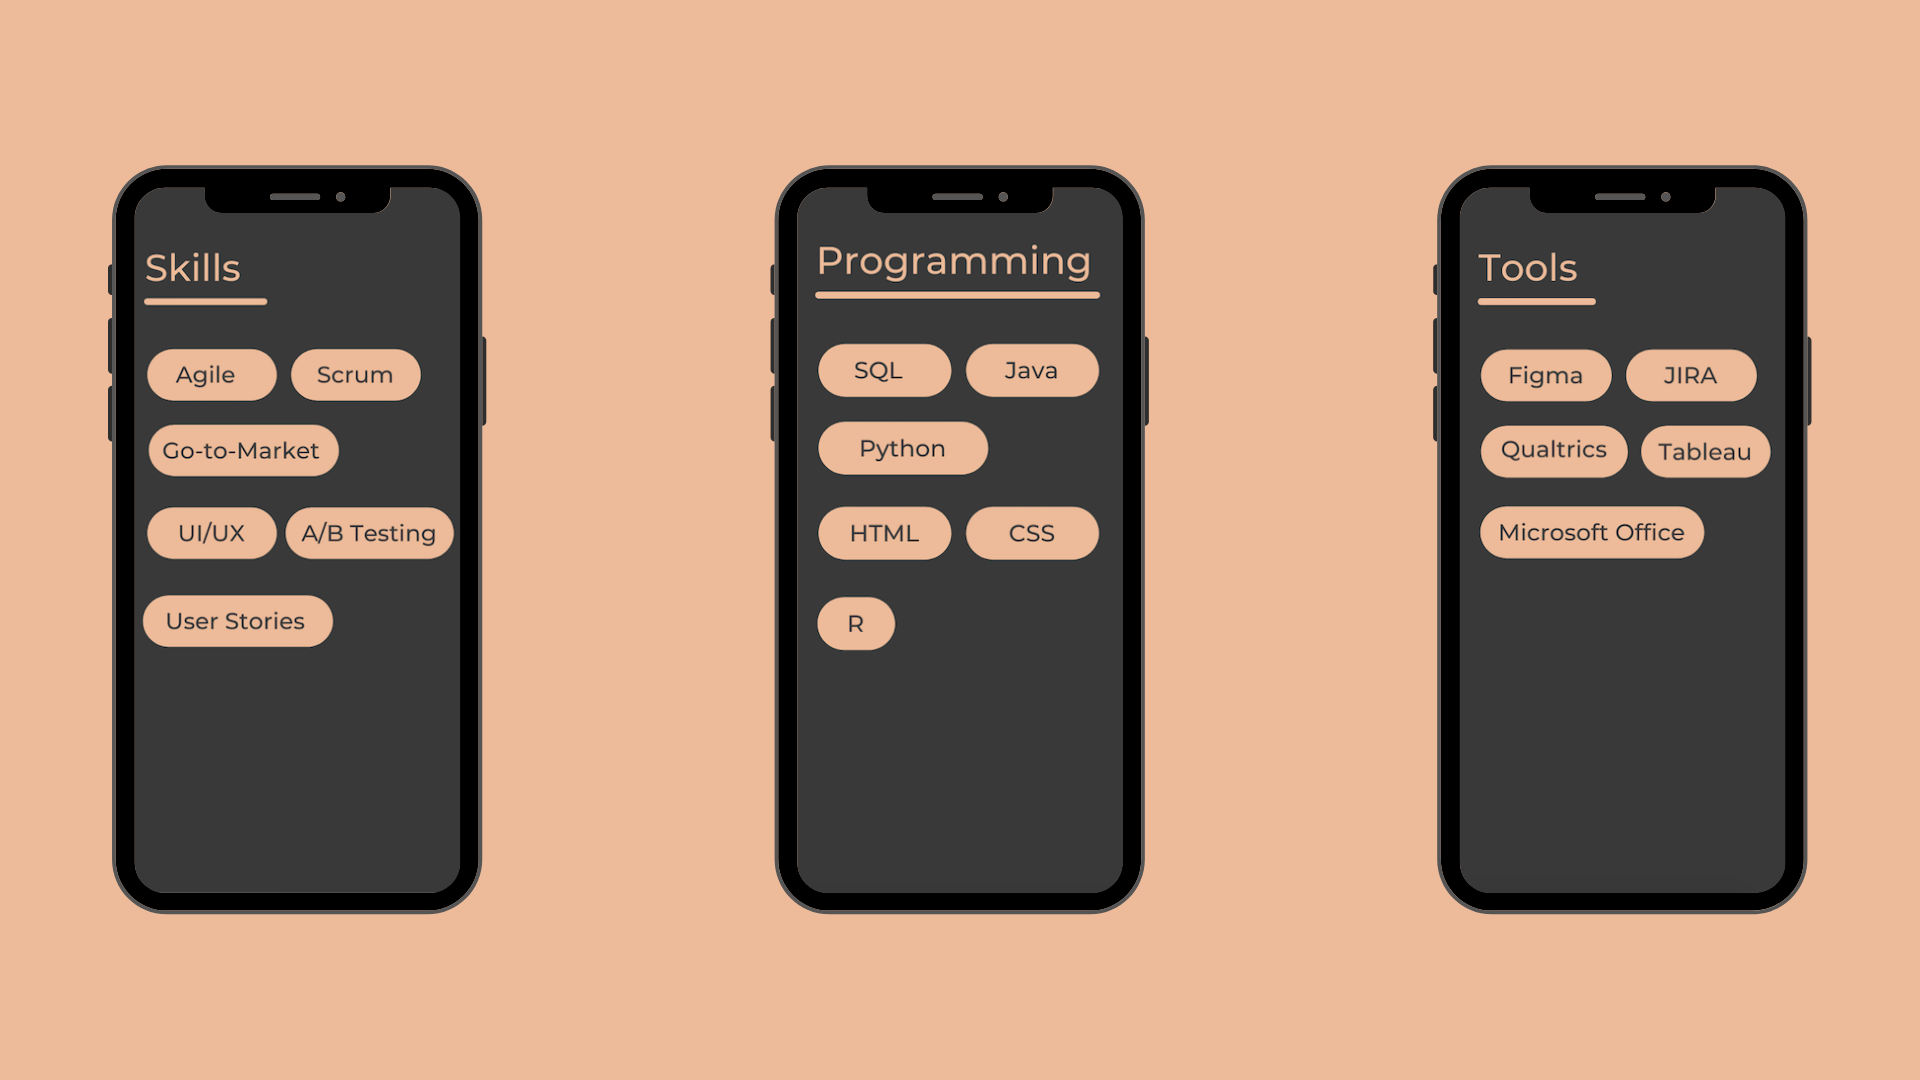 Skills
Agile Scrum
Go-to-Market
UI/UX A/B Testing
User Stories
Programming
SQL Java
Python
HTML CSS
R
Tools
Figma JIRA
Qualtrics Tableau
Microsoft Office